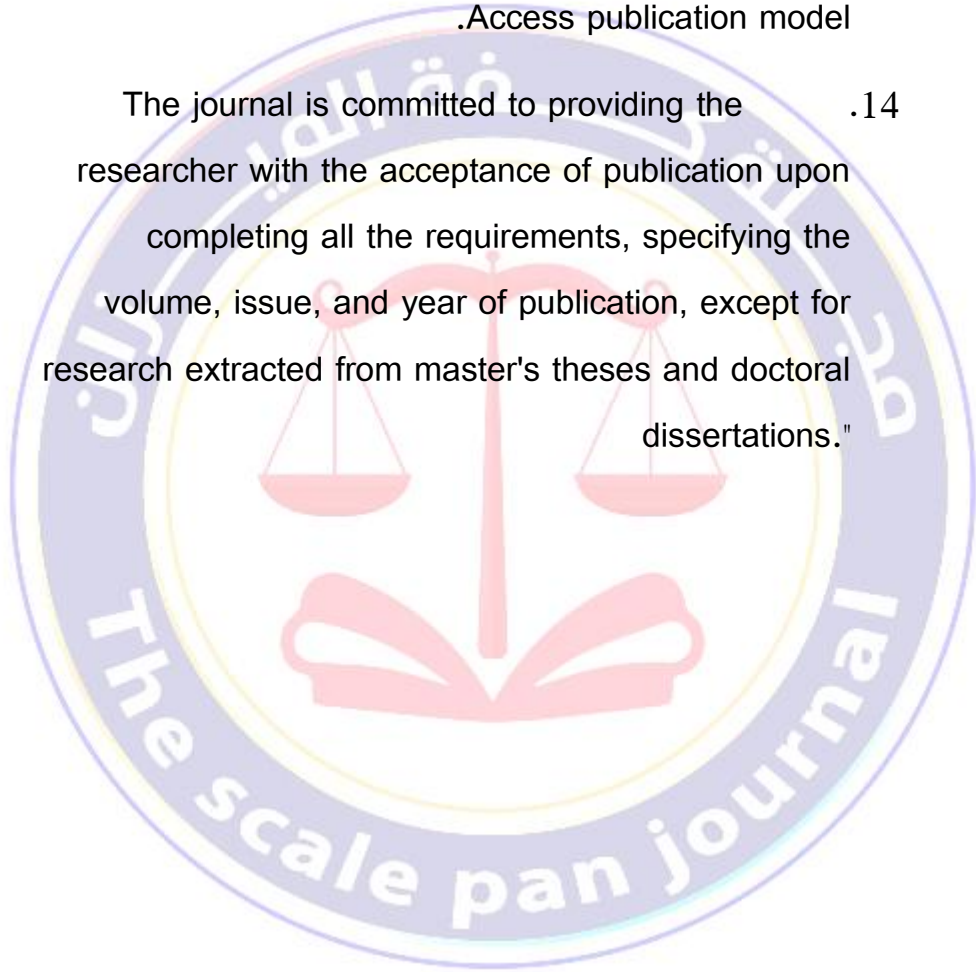 .Access publication model
The journal is committed to providing the .14
researcher with the acceptance of publication upon
completing all the requirements, specifying the
volume, issue, and year of publication, except for
research extracted from master's theses and doctoral
dissertations."
The scale pan journal